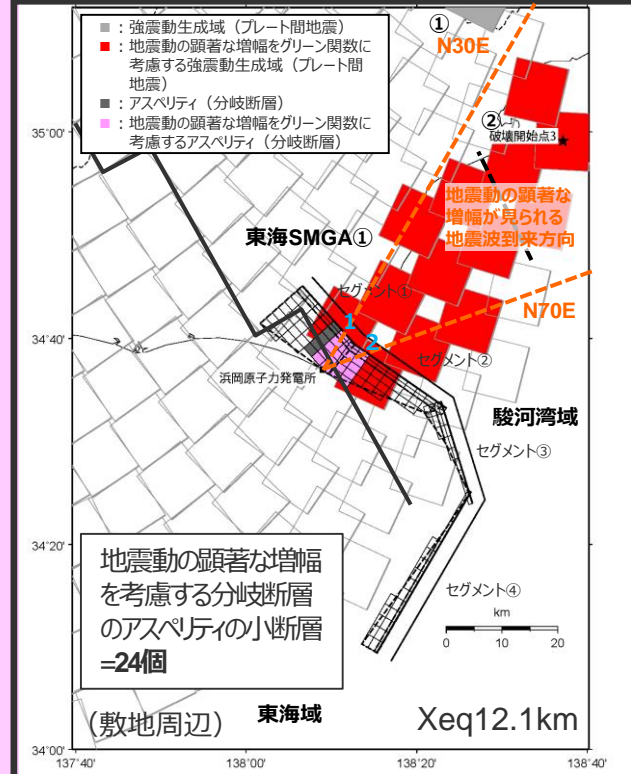 ■：強震動生成域（プレート間地震）
■：地震動の顕著な増幅をグリーン関数に
考慮する強震動生成域（プレート間
地震）
■：アスペリティ（分岐断層）
■：地震動の顕著な増幅をグリーン関数に
考慮するアスペリティ（分岐断層）
①
N30E
②
破壊開始点3
★
35°00'
地震動の顕著な
増幅が見られる
地震波到来方向
東海SMGA①
セグメント①
N70E
1
2
34°40'
セグメント②
浜岡原子力発電所
駿河湾域
セグメント③
34°20'
地震動の顕著な増幅
を考慮する分岐断層
のアスペリティの小断層
=24個
セグメント④
km
0 10 20
東海域
（敷地周辺）
Xeq12.1km
34°00'
137°40' 138°00' 138°20' 138°40'